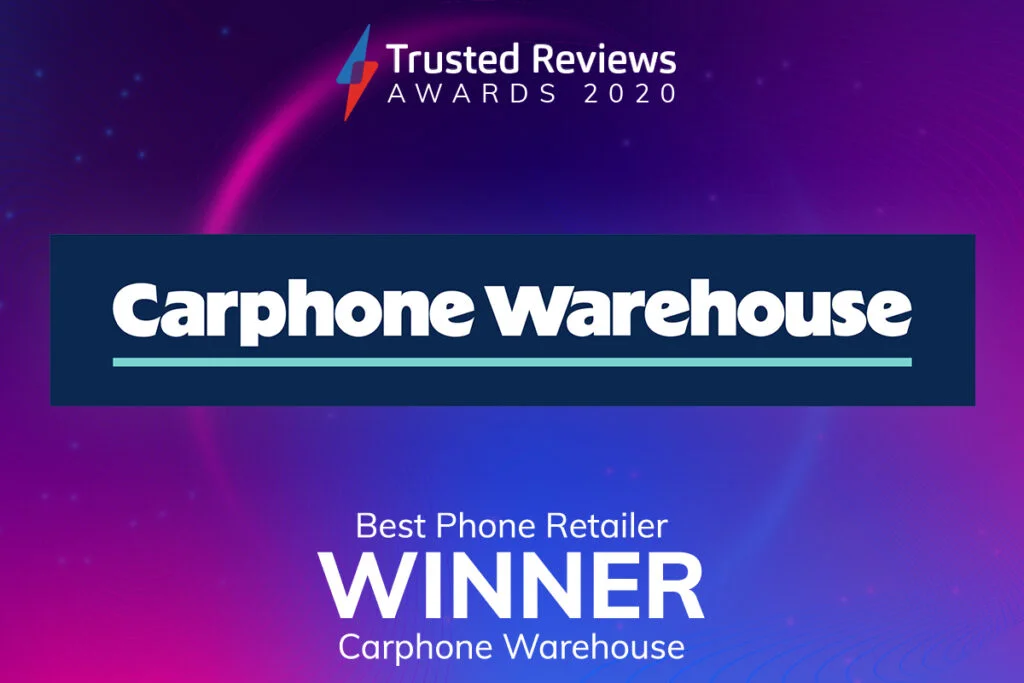 Trusted Reviews
AWARDS 2020
Carphone Warehouse
Best Phone Retailer
WINNER
Carphone Warehouse